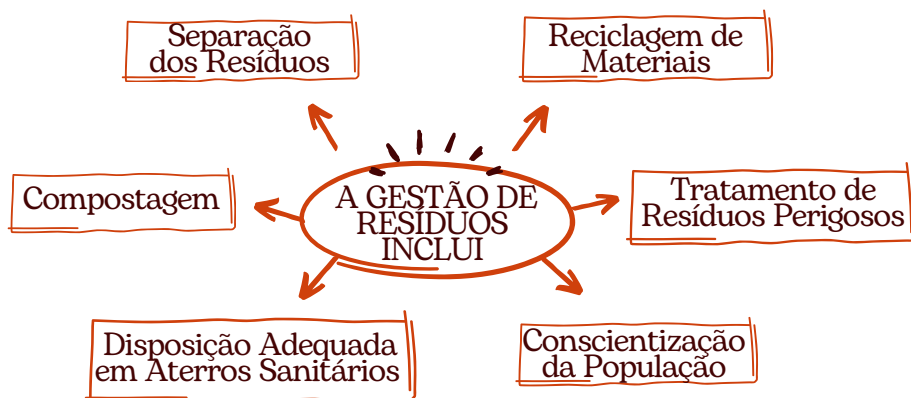 Separação
dos Resíduos
Reciclagem de
Materiais
Compostagem
A GESTÃO DE
RESÍDUOS
INCLUI
Tratamento de
Resíduos Perigosos
Disposição Adequada
em Aterros Sanitários
Conscientização
da População